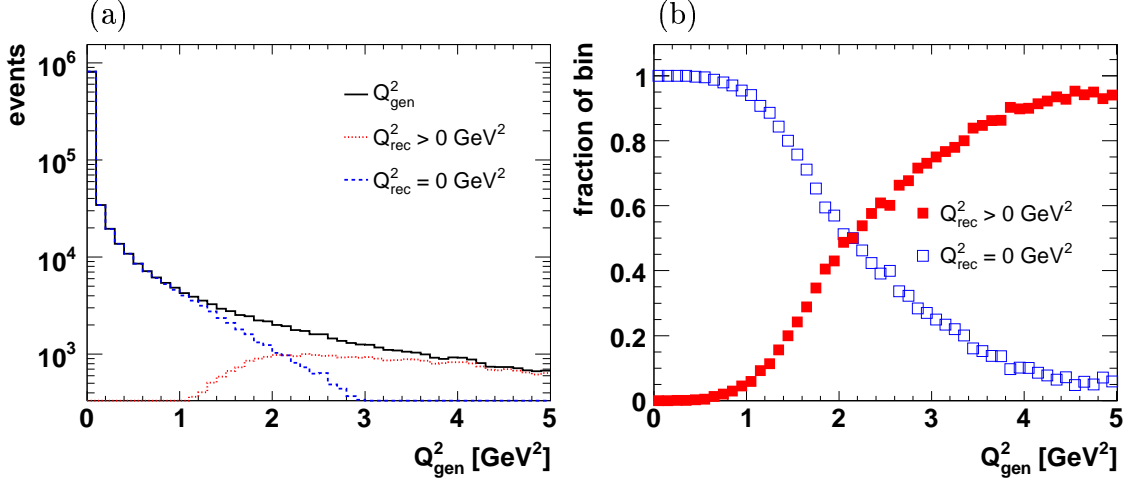 (a)
events
10^6
10^5
10^4
10^3
Q^2_gen
Q^2_rec > 0 GeV^2
Q^2_rec = 0 GeV^2
0 1 2 3 4 5
Q^2_gen [GeV^2]
(b)
fraction of bin
1
0.8
0.6
0.4
0.2
0
Q^2_rec > 0 GeV^2
Q^2_rec = 0 GeV^2
0 1 2 3 4 5
Q^2_gen [GeV^2]